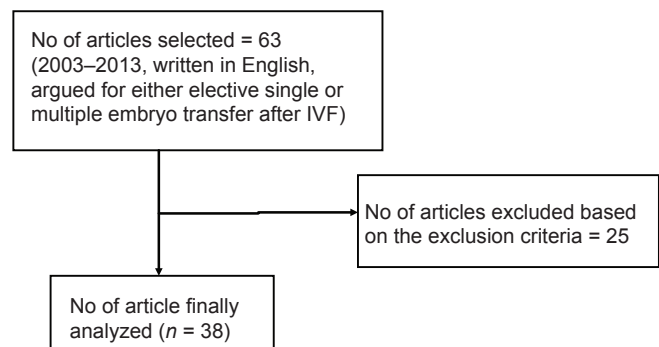 No of articles selected = 63
(2003–2013, written in English,
argued for either elective single or
multiple embryo transfer after IVF)
No of articles excluded based
on the exclusion criteria = 25
No of article finally
analyzed (n = 38)